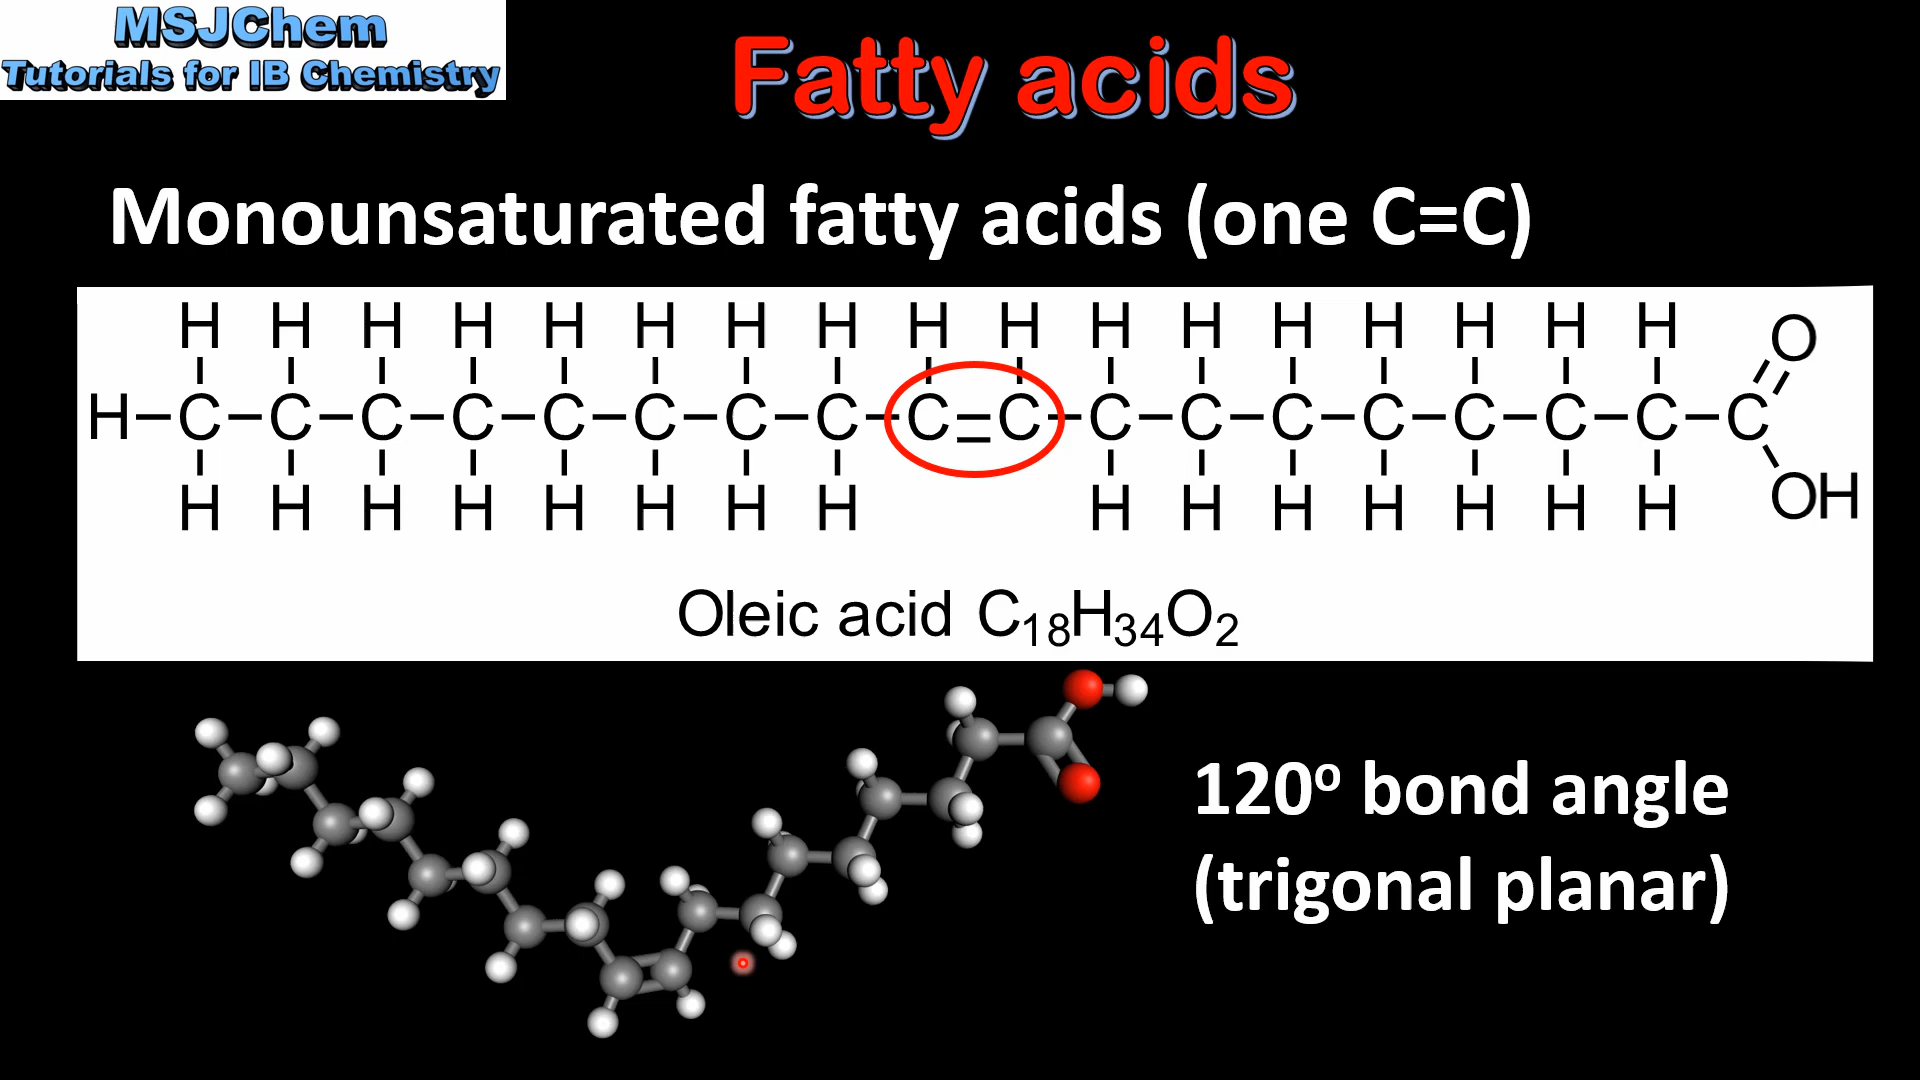 MSJChem
Tutorials for IB Chemistry
Fatty acids
Monounsaturated fatty acids (one C=C)
H H H H H H H H H H H H H H H H H O
H–C–C–C–C–C–C–C–C–C=C–C–C–C–C–C–C–C–C
H H H H H H H H H H H H H H H OH
Oleic acid C₁₈H₃₄O₂
120º bond angle
(trigonal planar)